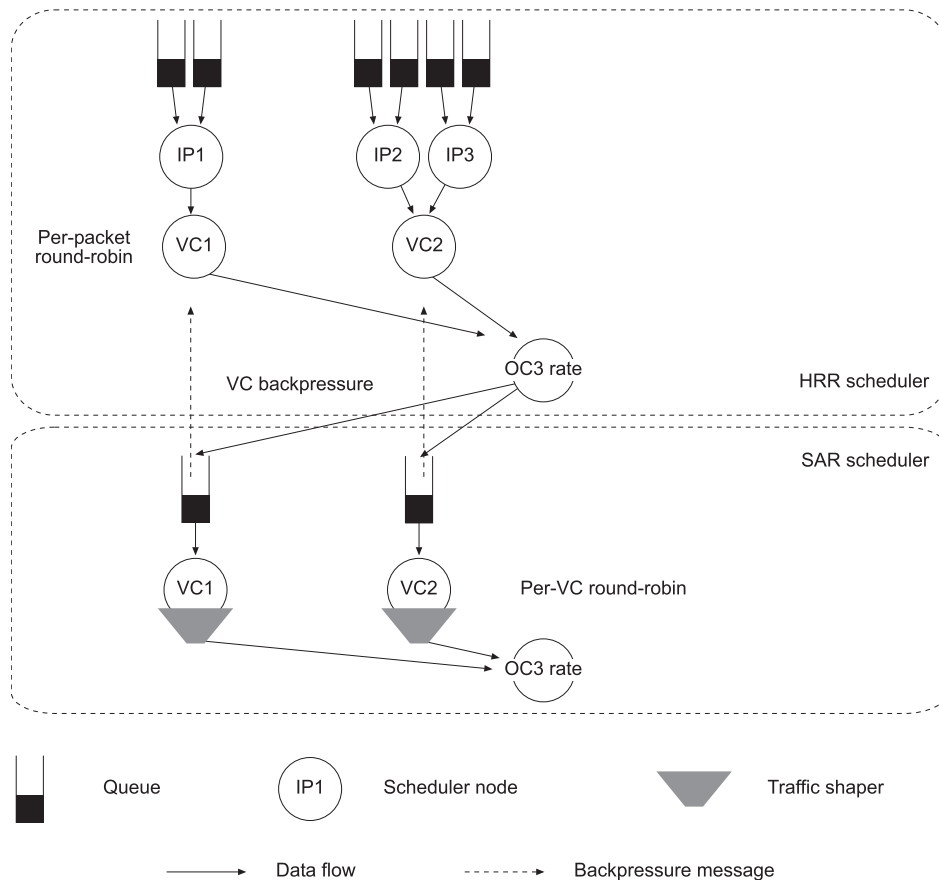 IP1
IP2
IP3
Per-packet
round-robin
VC1
VC2
OC3 rate
VC backpressure
HRR scheduler
SAR scheduler
VC1
VC2
Per-VC round-robin
OC3 rate
Queue
IP1
Scheduler node
Traffic shaper
Data flow
Backpressure message